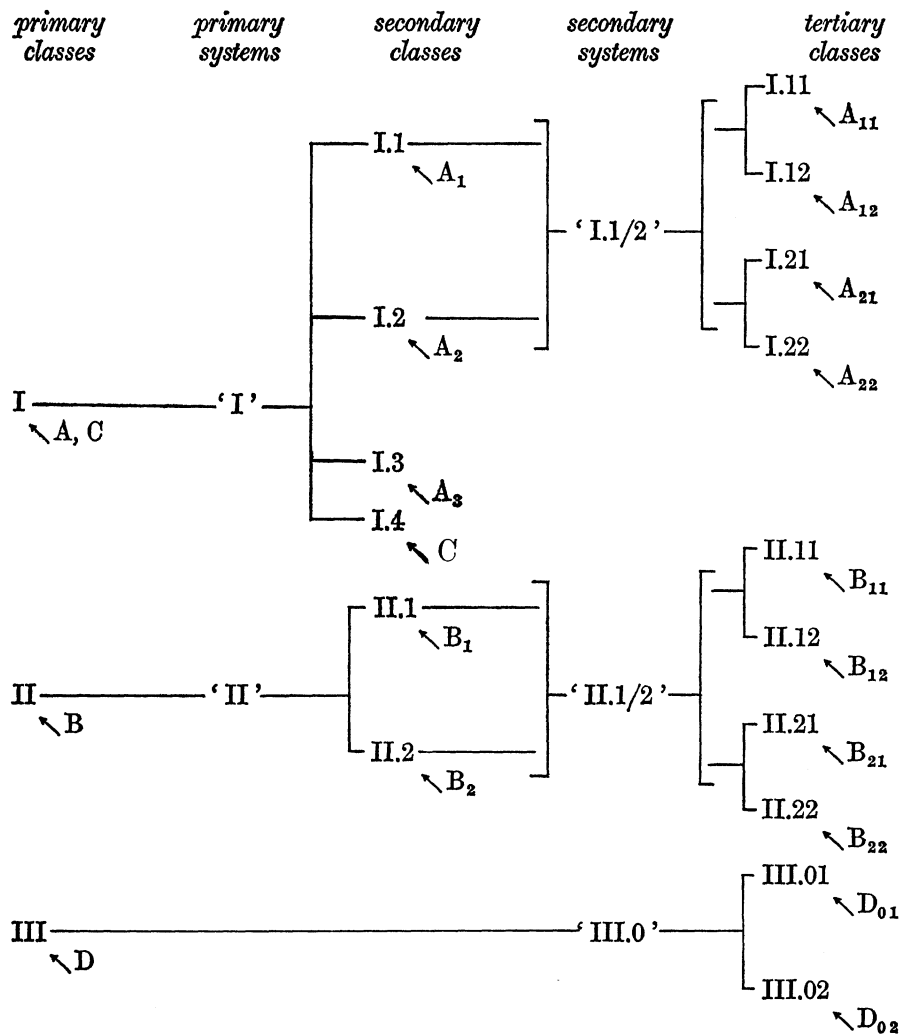 primary classes primary systems secondary classes secondary systems tertiary classes
I.11
A₁₁
I.1
A₁
I.12
A₁₂
‘I.1/2’
I.21
A₂₁
I.2
A₂
I.22
A₂₂
I ‘I’
A, C
I.3
A₃
I.4
C
II.11
B₁₁
II.1
B₁
II.12
B₁₂
II ‘II’ ‘II.1/2’
B
II.21
B₂₁
II.2
B₂
II.22
B₂₂
III.01
D₀₁
III ‘III.0’
D
III.02
D₀₂